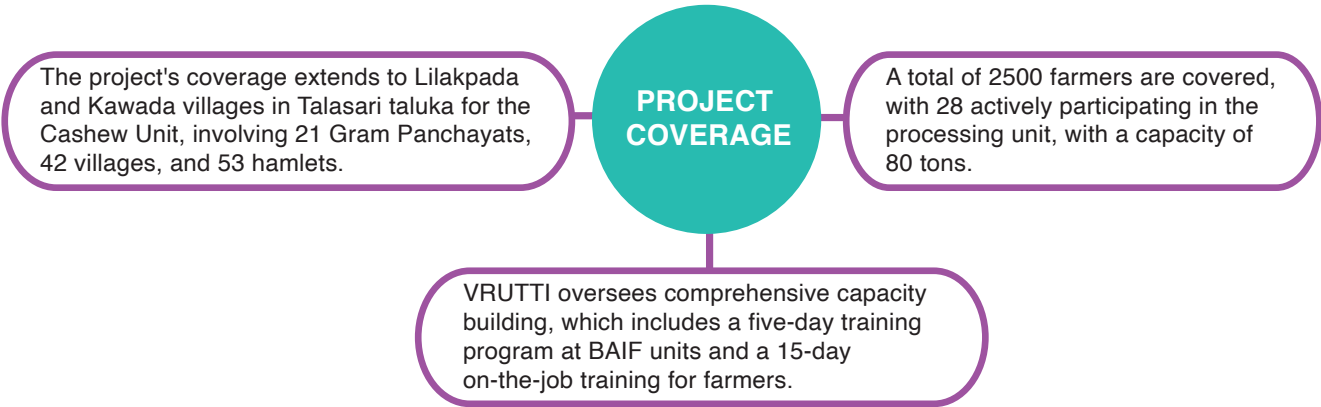 The project's coverage extends to Lilakpada
and Kawada villages in Talasari taluka for the
Cashew Unit, involving 21 Gram Panchayats,
42 villages, and 53 hamlets.
PROJECT
COVERAGE
A total of 2500 farmers are covered,
with 28 actively participating in the
processing unit, with a capacity of
80 tons.
VRUTTI oversees comprehensive capacity
building, which includes a five-day training
program at BAIF units and a 15-day
on-the-job training for farmers.